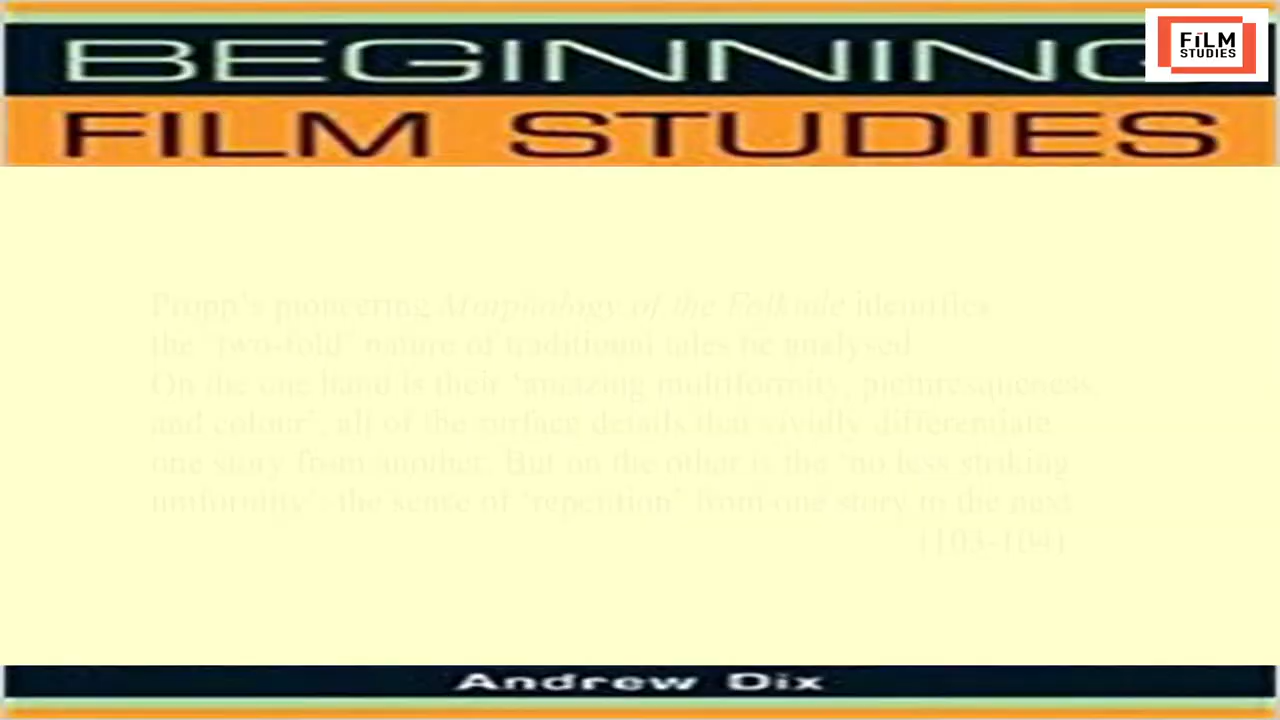 BEGINNING
FiLM
STUDIES
FILM STUDIES
Propp's pioneering Morphology of the Folktale identifies
the 'two-fold' nature of traditional tales he analysed
On the one hand is their 'amazing multiformity, picturesqueness,
and colour', all of the surface details that vividly differentiate
one story from another. But on the other is the 'no less striking
uniformity': the sense of 'repetition' from one story to the next
(103-104)
Andrew Dix